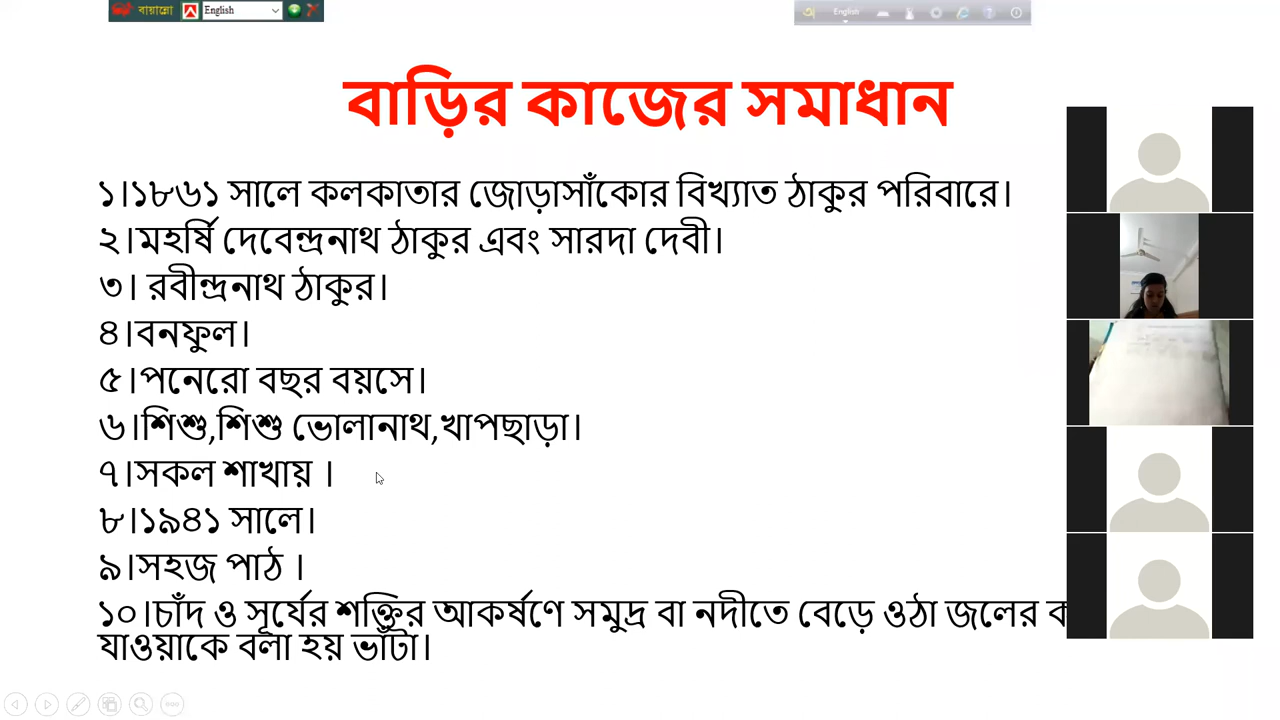 বায়ান্নো English
অ English
বাড়ির কাজের সমাধান
১।১৮৬১ সালে কলকাতার জোড়াসাঁকোর বিখ্যাত ঠাকুর পরিবারে।
২।মহর্ষি দেবেন্দ্রনাথ ঠাকুর এবং সারদা দেবী।
৩। রবীন্দ্রনাথ ঠাকুর।
৪।বনফুল।
৫।পনেরো বছর বয়সে।
৬।শিশু,শিশু ভোলানাথ,খাপছাড়া।
৭।সকল শাখায় ।
৮।১৯৪১ সালে।
৯।সহজ পাঠ ।
১০।চাঁদ ও সূর্যের শক্তির আকর্ষণে সমুদ্র বা নদীতে বেড়ে ওঠা জলের
যাওয়াকে বলা হয় ভাঁটা।